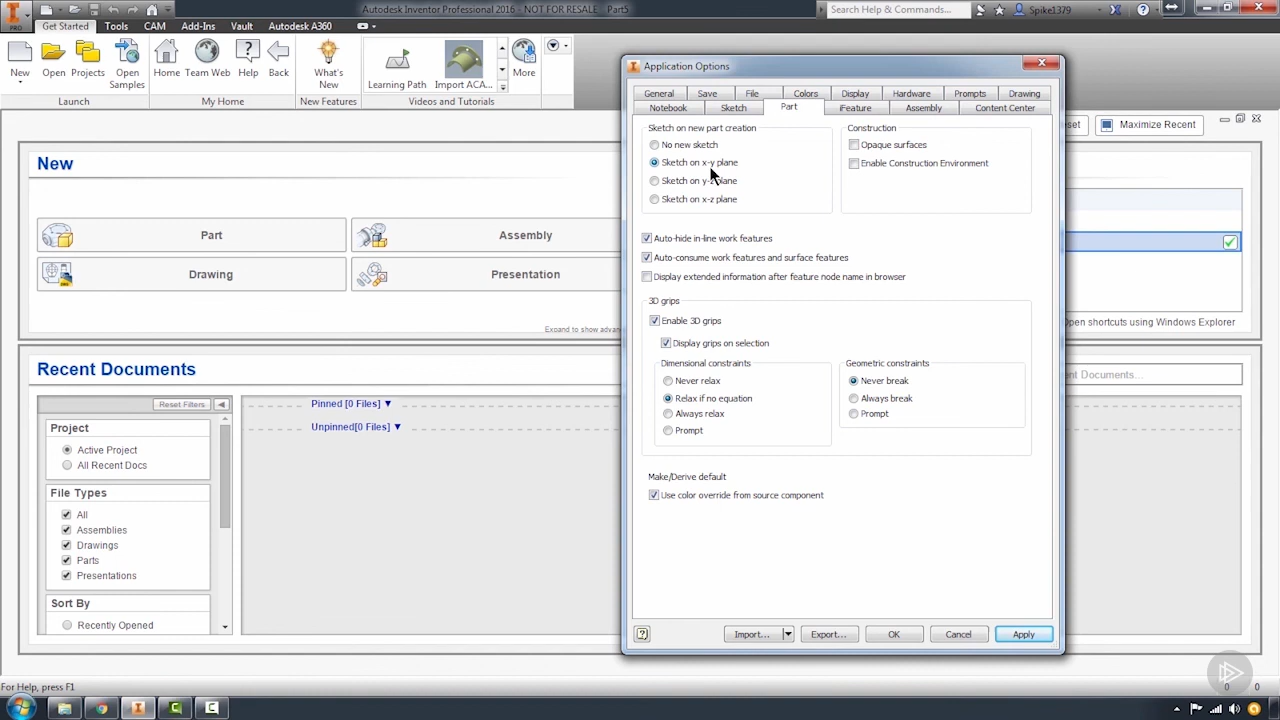 Autodesk Inventor Professional 2016 - NOT FOR RESALE   Part5
Search Help & Commands...
Spike1379
PRO
Get Started
Tools
CAM
Add-Ins
Vault
Autodesk A360
New
Open
Projects
Open Samples
Home
Team Web
Help
Back
What's New
Learning Path
Import ACA...
More
Launch
My Home
New Features
Videos and Tutorials
New
Part
Assembly
Drawing
Presentation
Expand to show advan
Recent Documents
Reset Filters
Project
Active Project
All Recent Docs
File Types
All
Assemblies
Drawings
Parts
Presentations
Sort By
Recently Opened
Pinned [0 Files]
Unpinned[0 Files]
Application Options
General
Save
File
Colors
Display
Hardware
Prompts
Drawing
Notebook
Sketch
Part
iFeature
Assembly
Content Center
Sketch on new part creation
No new sketch
Sketch on x-y plane
Sketch on y-z plane
Sketch on x-z plane
Construction
Opaque surfaces
Enable Construction Environment
Auto-hide in-line work features
Auto-consume work features and surface features
Display extended information after feature node name in browser
3D grips
Enable 3D grips
Display grips on selection
Dimensional constraints
Never relax
Relax if no equation
Always relax
Prompt
Geometric constraints
Never break
Always break
Prompt
Make/Derive default
Use color override from source component
Import...
Export...
OK
Cancel
Apply
eset
Maximize Recent
Open shortcuts using Windows Explorer
ent Documents...
For Help, press F1
0
0